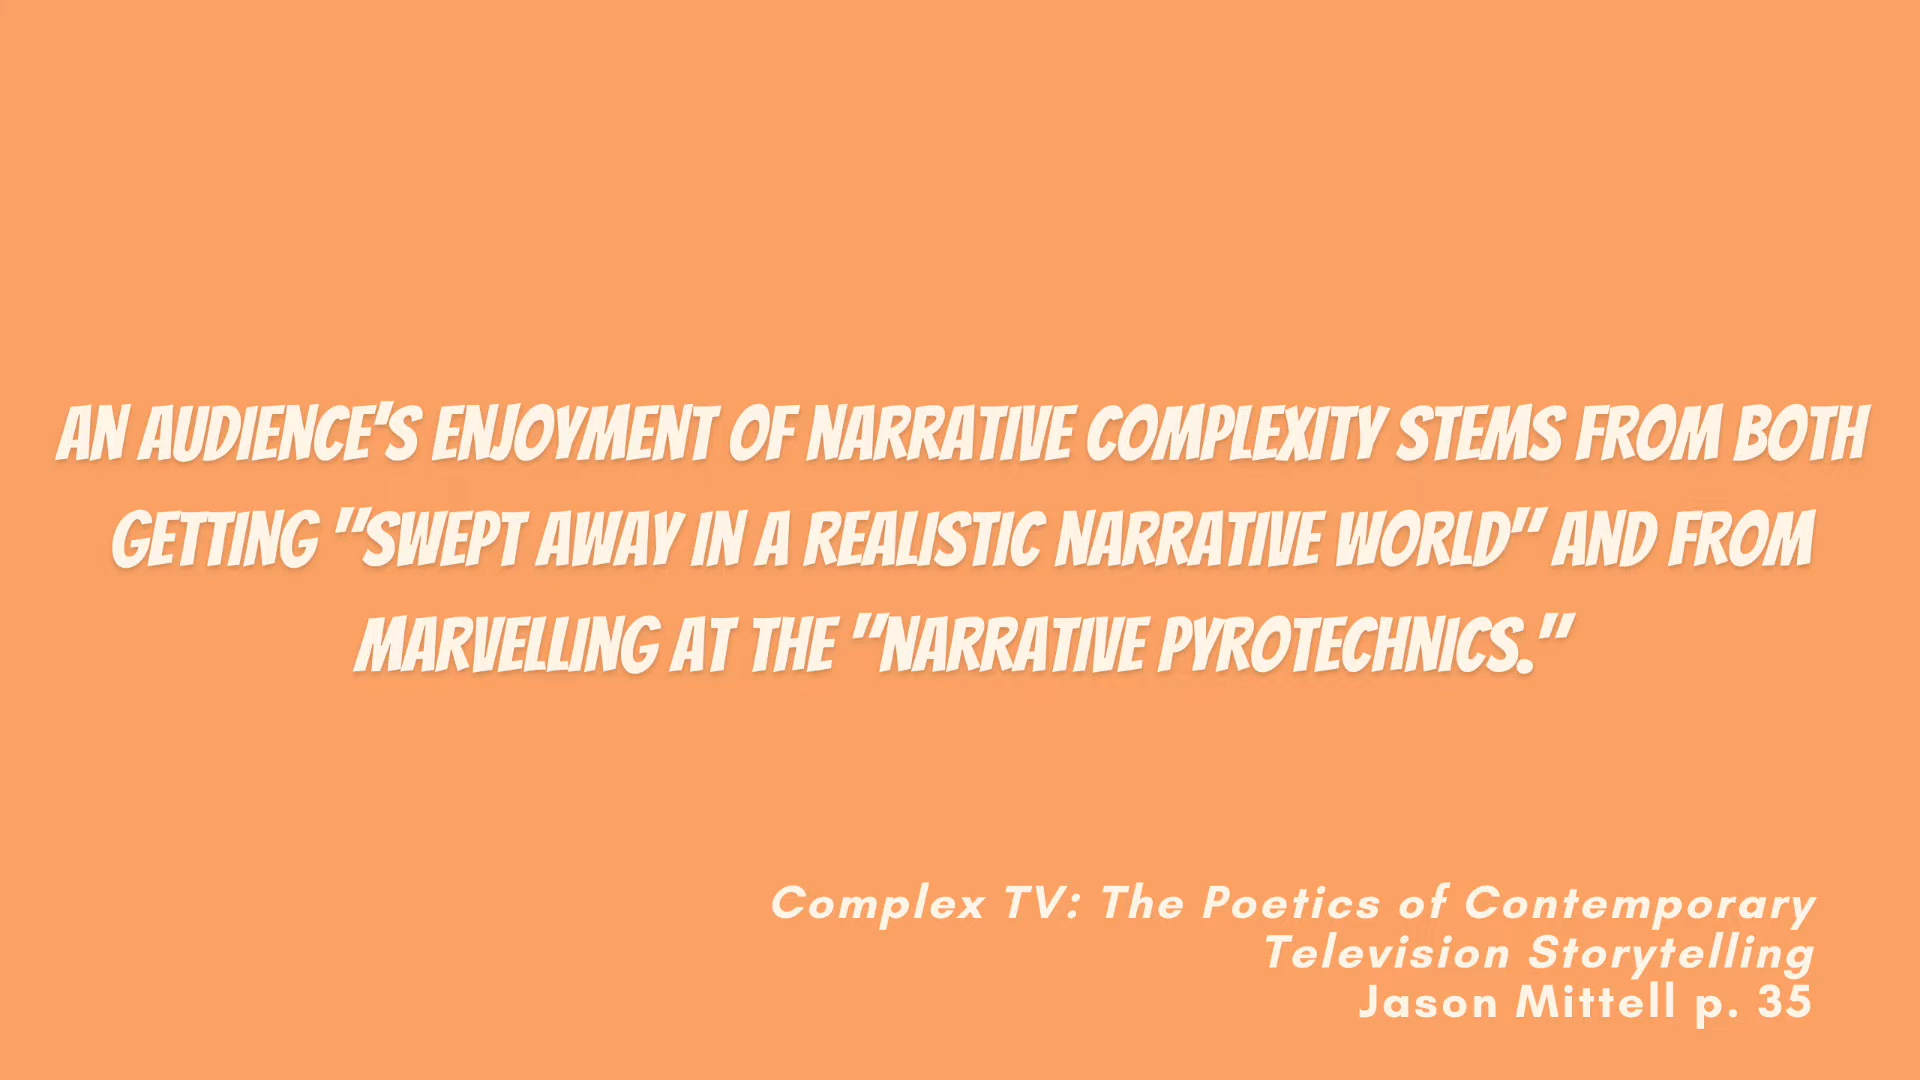 AN AUDIENCE'S ENJOYMENT OF NARRATIVE COMPLEXITY STEMS FROM BOTH
GETTING "SWEPT AWAY IN A REALISTIC NARRATIVE WORLD" AND FROM
MARVELLING AT THE "NARRATIVE PYROTECHNICS."
Complex TV: The Poetics of Contemporary
Television Storytelling
Jason Mittell p. 35